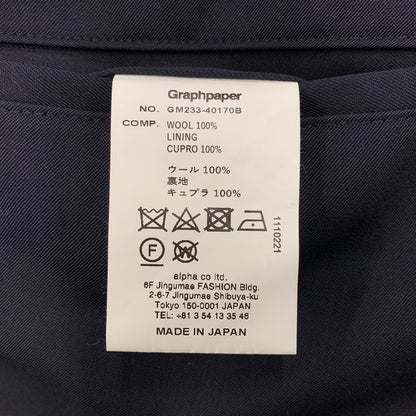 Graphpaper
NO. GM233-40170B
COMP. WOOL 100%
LINING
CUPRO 100%
ウール 100%
裏地
キュプラ 100%
F W
1110221
alpha co ltd.
6F Jingumae FASHION Bldg.
2-6-7 Jingumae Shibuya-ku
Tokyo 150-0001 JAPAN
TEL: +81 3 54 13 35 46
MADE IN JAPAN